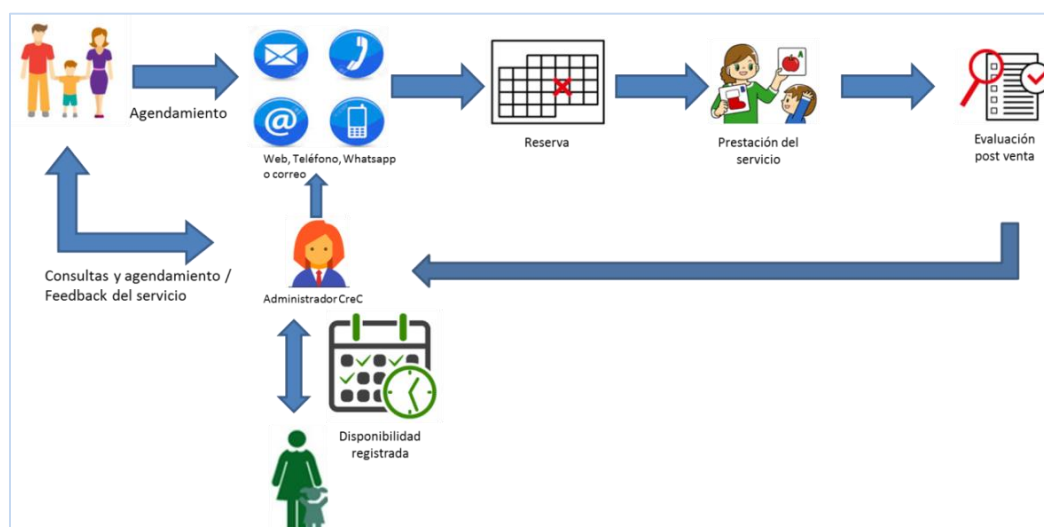 Agendamiento
Web, Teléfono, Whatsapp
o correo
Reserva
Prestación del
servicio
A
Evaluación
post venta
Consultas y agendamiento /
Feedback del servicio
Administrador CreC
Disponibilidad
registrada